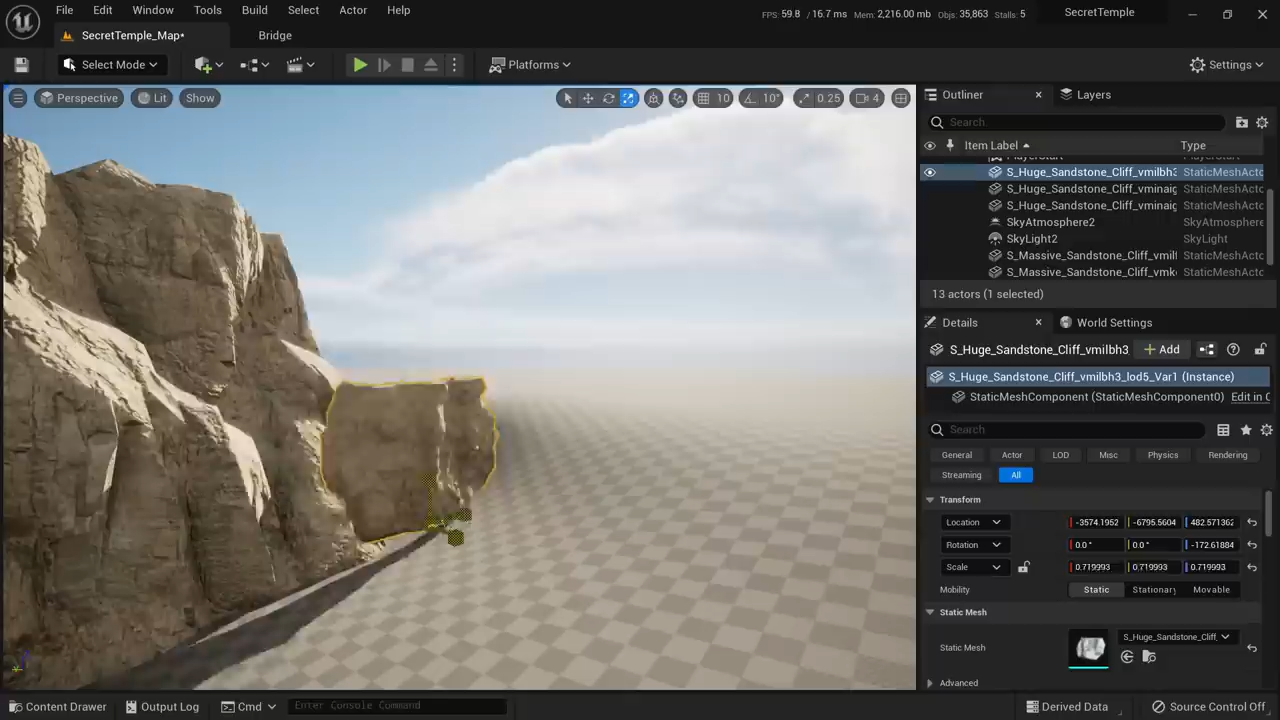 File Edit Window Tools Build Select Actor Help
FPS: 59.8 / 16.7 ms Mem: 2,216.00 mb Objs: 35,863 Stalls: 5
SecretTemple
SecretTemple_Map•
Bridge
Select Mode
Platforms
Settings
Perspective
Lit
Show
10
10°
0.25
4
Outliner
Layers
Search.
Item Label
Type
PlayerStart
S_Huge_Sandstone_Cliff_vmilbh3 StaticMeshActo
S_Huge_Sandstone_Cliff_vminaig StaticMeshActo
S_Huge_Sandstone_Cliff_vminaig StaticMeshActo
SkyAtmosphere2 SkyAtmosphere
SkyLight2 SkyLight
S_Massive_Sandstone_Cliff_vmil StaticMeshActo
S_Massive_Sandstone_Cliff_vmk StaticMeshActo
13 actors (1 selected)
Details
World Settings
S_Huge_Sandstone_Cliff_vmilbh3
+ Add
S_Huge_Sandstone_Cliff_vmilbh3_lod5_Var1 (Instance)
StaticMeshComponent (StaticMeshComponent0) Edit in C
Search
General Actor LOD Misc Physics Rendering
Streaming All
Transform
Location -3574.1952 -6795.5604 482.571362
Rotation 0.0 ° 0.0 ° -172.61884
Scale 0.719993 0.719993 0.719993
Mobility Static Stationary Movable
Static Mesh
Static Mesh S_Huge_Sandstone_Cliff_
Advanced
Content Drawer
Output Log
Cmd
Enter Console Command
Derived Data
Source Control Off